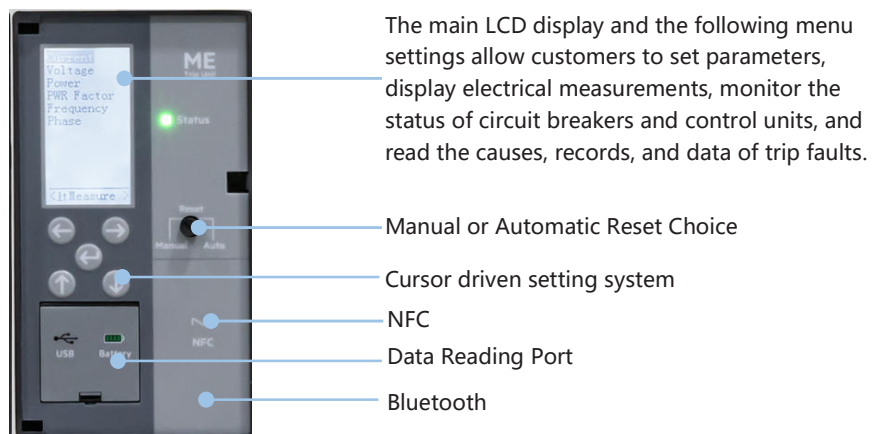 The main LCD display and the following menu
settings allow customers to set parameters,
display electrical measurements, monitor the
status of circuit breakers and control units, and
read the causes, records, and data of trip faults.
Voltage
Power
PWR Factor
Frequency
Phase
Measure
ME
Trip Unit
Status
Reset
Manual Auto
Manual or Automatic Reset Choice
Cursor driven setting system
NFC
NFC
USB Battery
Data Reading Port
Bluetooth